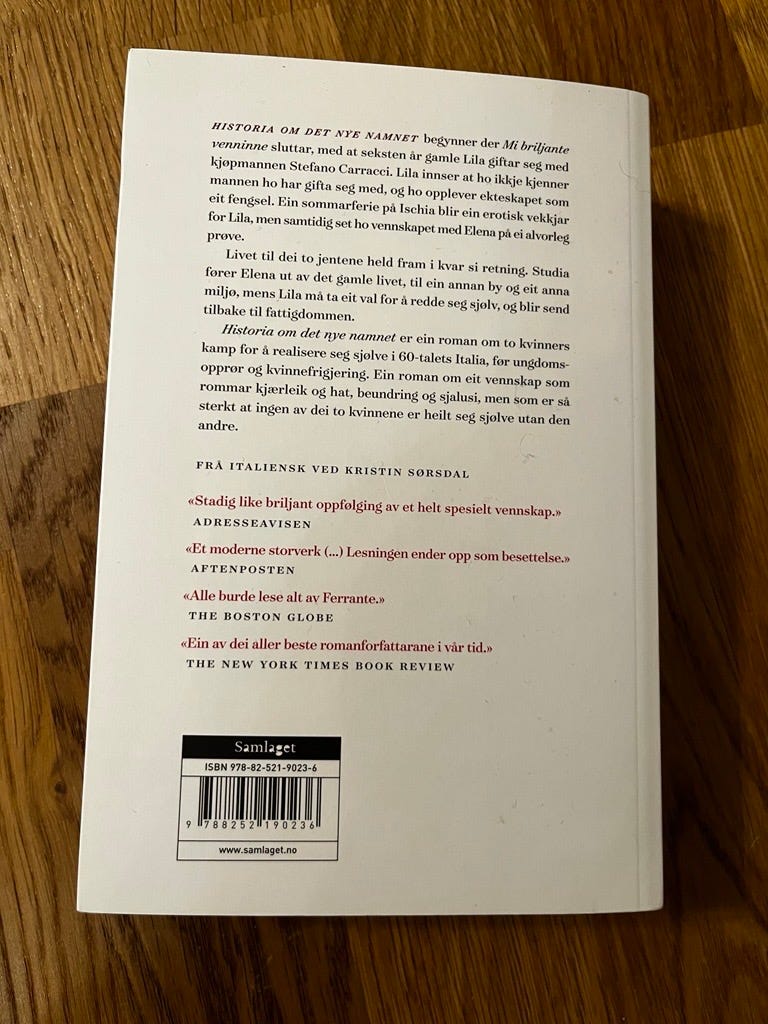 HISTORIA OM DET NYE NAMNET begynner der Mi briljante
venninne sluttar, med at seksten år gamle Lila giftar seg med
kjøpmannen Stefano Carracci. Lila innser at ho ikkje kjenner
mannen ho har gifta seg med, og ho opplever ekteskapet som
eit fengsel. Ein sommarferie på Ischia blir ein erotisk vekkjar
for Lila, men samtidig set ho vennskapet med Elena på ei alvorleg
prøve.
Livet til dei to jentene held fram i kvar si retning. Studia
fører Elena ut av det gamle livet, til ein annan by og eit anna
miljø, mens Lila må ta eit val for å redde seg sjølv, og blir send
tilbake til fattigdommen.
Historia om det nye namnet er ein roman om to kvinners
kamp for å realisere seg sjølve i 60-talets Italia, før ungdoms-
opprør og kvinnefrigjering. Ein roman om eit vennskap som
rommar kjærleik og hat, beundring og sjalusi, men som er så
sterkt at ingen av dei to kvinnene er heilt seg sjølve utan den
andre.
FRÅ ITALIENSK VED KRISTIN SØRSDAL
«Stadig like briljant oppfølging av et helt spesielt vennskap.»
ADRESSEAVISEN
«Et moderne storverk (...) Lesningen ender opp som besettelse.»
AFTENPOSTEN
«Alle burde lese alt av Ferrante.»
THE BOSTON GLOBE
«Ein av dei aller beste romanforfattarane i vår tid.»
THE NEW YORK TIMES BOOK REVIEW
Samlaget
ISBN 978-82-521-9023-6
9 788252 190236
www.samlaget.no